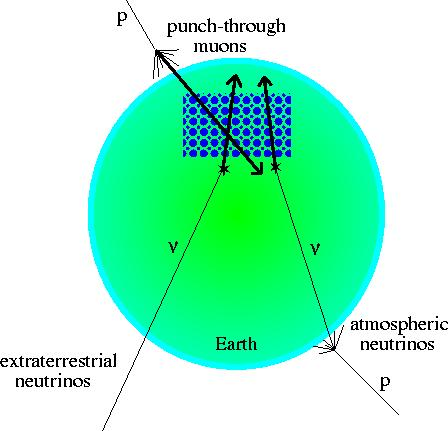 p
punch-through
muons
ν
ν
Earth
atmospheric
neutrinos
extraterrestrial
neutrinos
p